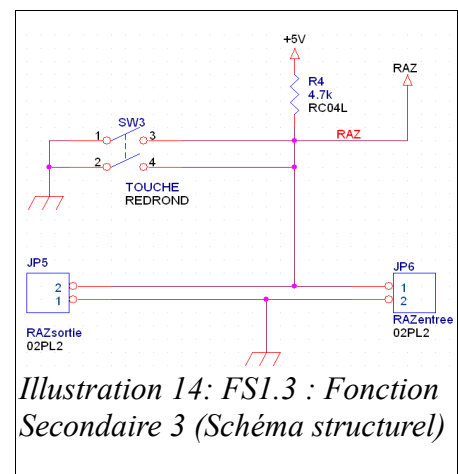 +5V
RAZ
R4
4.7k
RC04L
SW3
1
3
RAZ
2
4
TOUCHE
REDROND
JP5
JP6
2
1
1
2
RAZsortie
02PL2
RAZentree
02PL2
Illustration 14: FS1.3 : Fonction
Secondaire 3 (Schéma structurel)